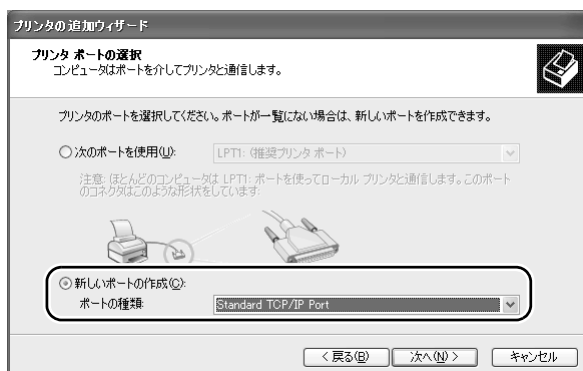 プリンタの追加ウィザード
プリンタ ポートの選択
コンピュータはポートを介してプリンタと通信します。
プリンタのポートを選択してください。ポートが一覧にない場合は、新しいポートを作成できます。
次のポートを使用(U): LPT1: (推奨プリンタ ポート)
注意: ほとんどのコンピュータは LPT1: ポートを使ってローカル プリンタと通信します。このポート
のコネクタはこのような形状をしています:
新しいポートの作成(C):
ポートの種類: Standard TCP/IP Port
< 戻る(B) 次へ(N) > キャンセル